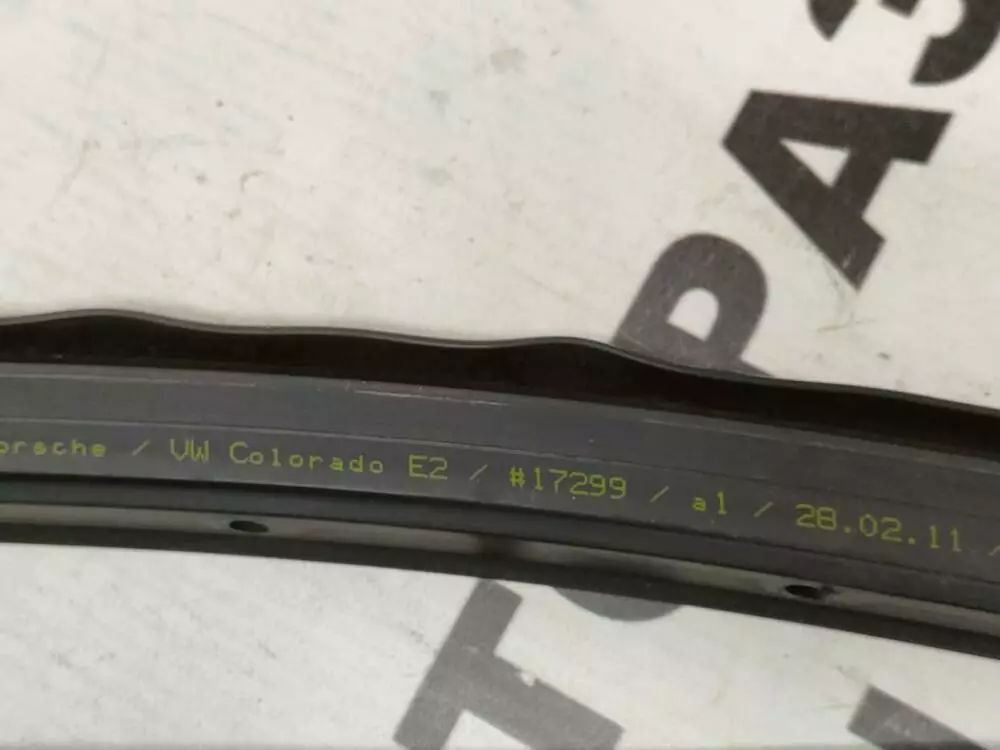 orsche / VW Colorado E2 / #17299 / a1 / 28.02.11 /